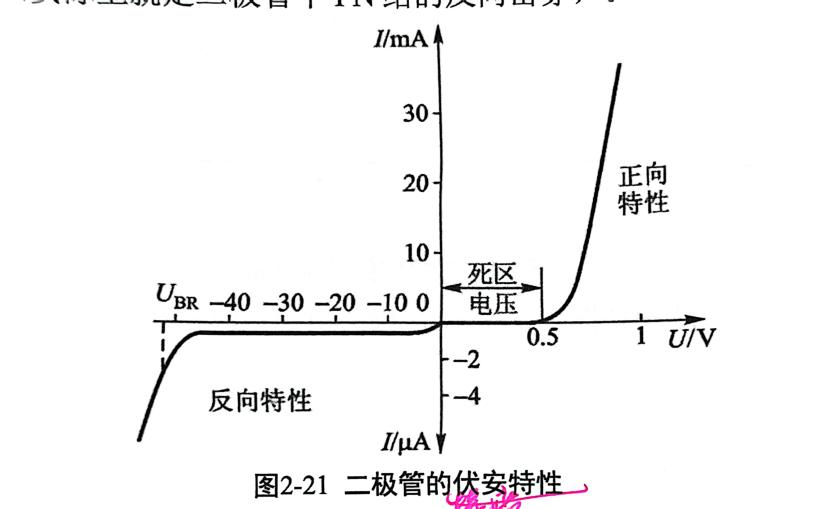 I/mA
30
20
10
正向
特性
死区
电压
U_BR -40 -30 -20 -10 0
0.5 1 U/V
-2
-4
反向特性
I/μA
图2-21 二极管的伏安特性